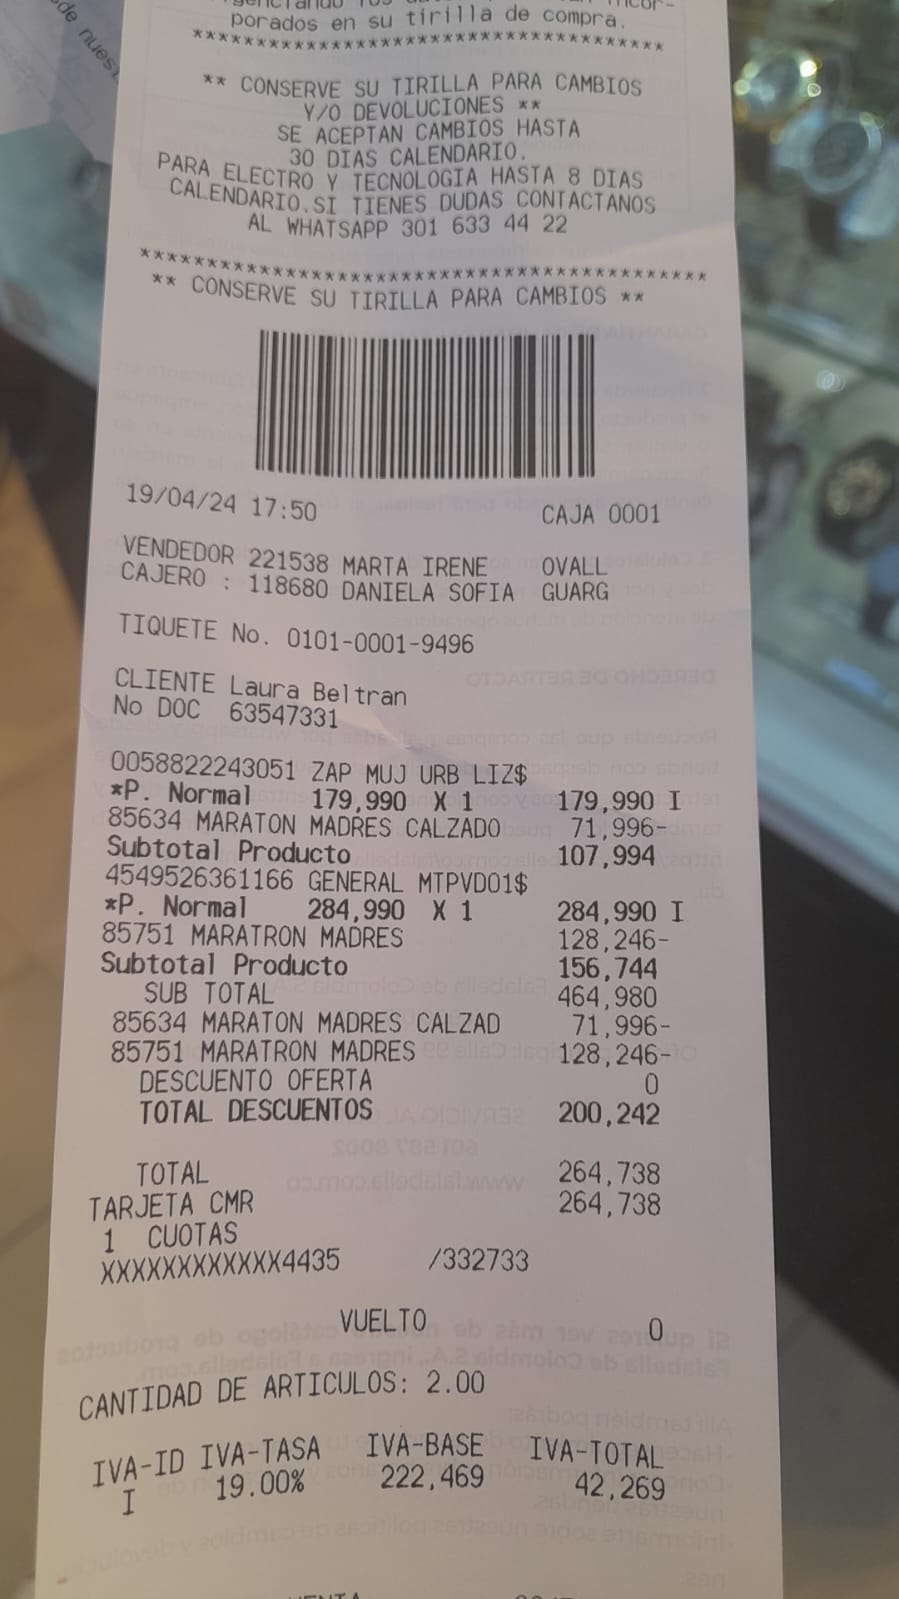 porados en su tirilla de compra.
****************************************
** CONSERVE SU TIRILLA PARA CAMBIOS
Y/O DEVOLUCIONES **
SE ACEPTAN CAMBIOS HASTA
30 DIAS CALENDARIO.
PARA ELECTRO Y TECNOLOGIA HASTA 8 DIAS
CALENDARIO.SI TIENES DUDAS CONTACTANOS
AL WHATSAPP 301 633 44 22
****************************************
** CONSERVE SU TIRILLA PARA CAMBIOS **
19/04/24 17:50 CAJA 0001
VENDEDOR 221538 MARTA IRENE OVALL
CAJERO : 118680 DANIELA SOFIA GUARG
TIQUETE No. 0101-0001-9496
CLIENTE Laura Beltran
No DOC 63547331
0058822243051 ZAP MUJ URB LIZ$
*P. Normal 179,990 X 1 179,990 I
85634 MARATON MADRES CALZADO 71,996-
Subtotal Producto 107,994
4549526361166 GENERAL MTPVD01$
*P. Normal 284,990 X 1 284,990 I
85751 MARATRON MADRES 128,246-
Subtotal Producto 156,744
SUB TOTAL 464,980
85634 MARATON MADRES CALZAD 71,996-
85751 MARATRON MADRES 128,246-
DESCUENTO OFERTA 0
TOTAL DESCUENTOS 200,242
TOTAL 264,738
TARJETA CMR 264,738
1 CUOTAS
XXXXXXXXXXXX4435 /332733
VUELTO 0
CANTIDAD DE ARTICULOS: 2.00
IVA-ID IVA-TASA IVA-BASE IVA-TOTAL
I 19.00% 222,469 42,269